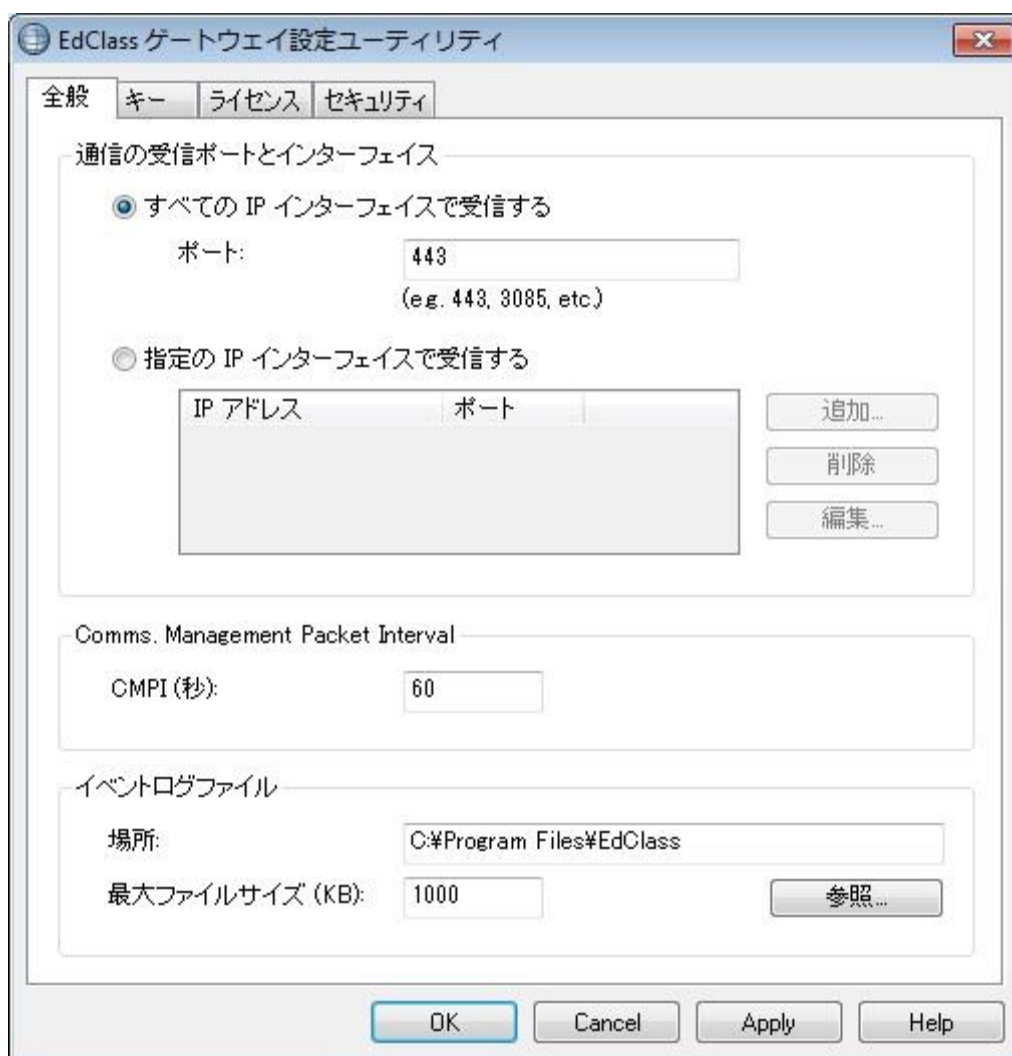 EdClass ゲートウェイ設定ユーティリティ
全般 キー ライセンス セキュリティ
通信の受信ポートとインターフェイス
すべての IP インターフェイスで受信する
ポート: 443
(e.g. 443, 3085, etc.)
指定の IP インターフェイスで受信する
IP アドレス ポート
追加...
削除
編集...
Comms. Management Packet Interval
CMPI (秒): 60
イベントログファイル
場所: C:¥Program Files¥EdClass
最大ファイルサイズ (KB): 1000 参照...
OK Cancel Apply Help